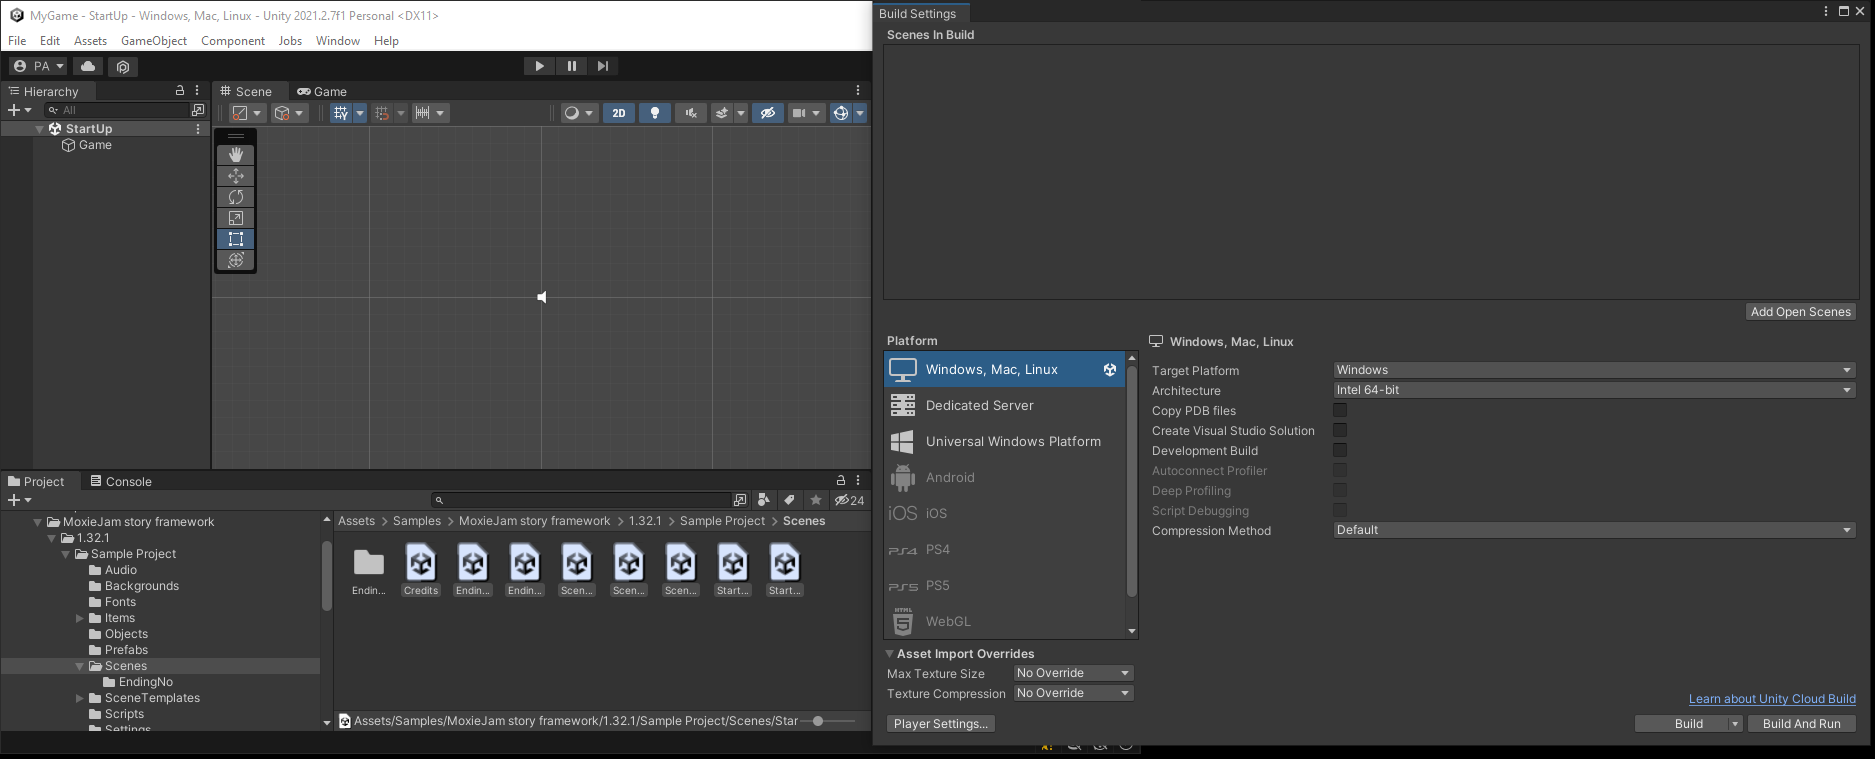 MyGame - StartUp - Windows, Mac, Linux - Unity 2021.2.7f1 Personal <DX11>
File Edit Assets GameObject Component Jobs Window Help
PA
Hierarchy
All
StartUp
Game
Scene Game
2D
Project Console
24
MoxieJam story framework
1.32.1
Sample Project
Audio
Backgrounds
Fonts
Items
Objects
Prefabs
Scenes
EndingNo
SceneTemplates
Scripts
Settings
Assets > Samples > MoxieJam story framework > 1.32.1 > Sample Project > Scenes
Endin... Credits Endin... Endin... Scen... Scen... Scen... Start... Start...
Assets/Samples/MoxieJam story framework/1.32.1/Sample Project/Scenes/Star
Build Settings
Scenes In Build
Add Open Scenes
Platform
Windows, Mac, Linux
Dedicated Server
Universal Windows Platform
Android
iOS iOS
PS4 PS4
PS5 PS5
HTML 5 WebGL
Asset Import Overrides
Max Texture Size No Override
Texture Compression No Override
Player Settings...
Windows, Mac, Linux
Target Platform Windows
Architecture Intel 64-bit
Copy PDB files
Create Visual Studio Solution
Development Build
Autoconnect Profiler
Deep Profiling
Script Debugging
Compression Method Default
Learn about Unity Cloud Build
Build Build And Run